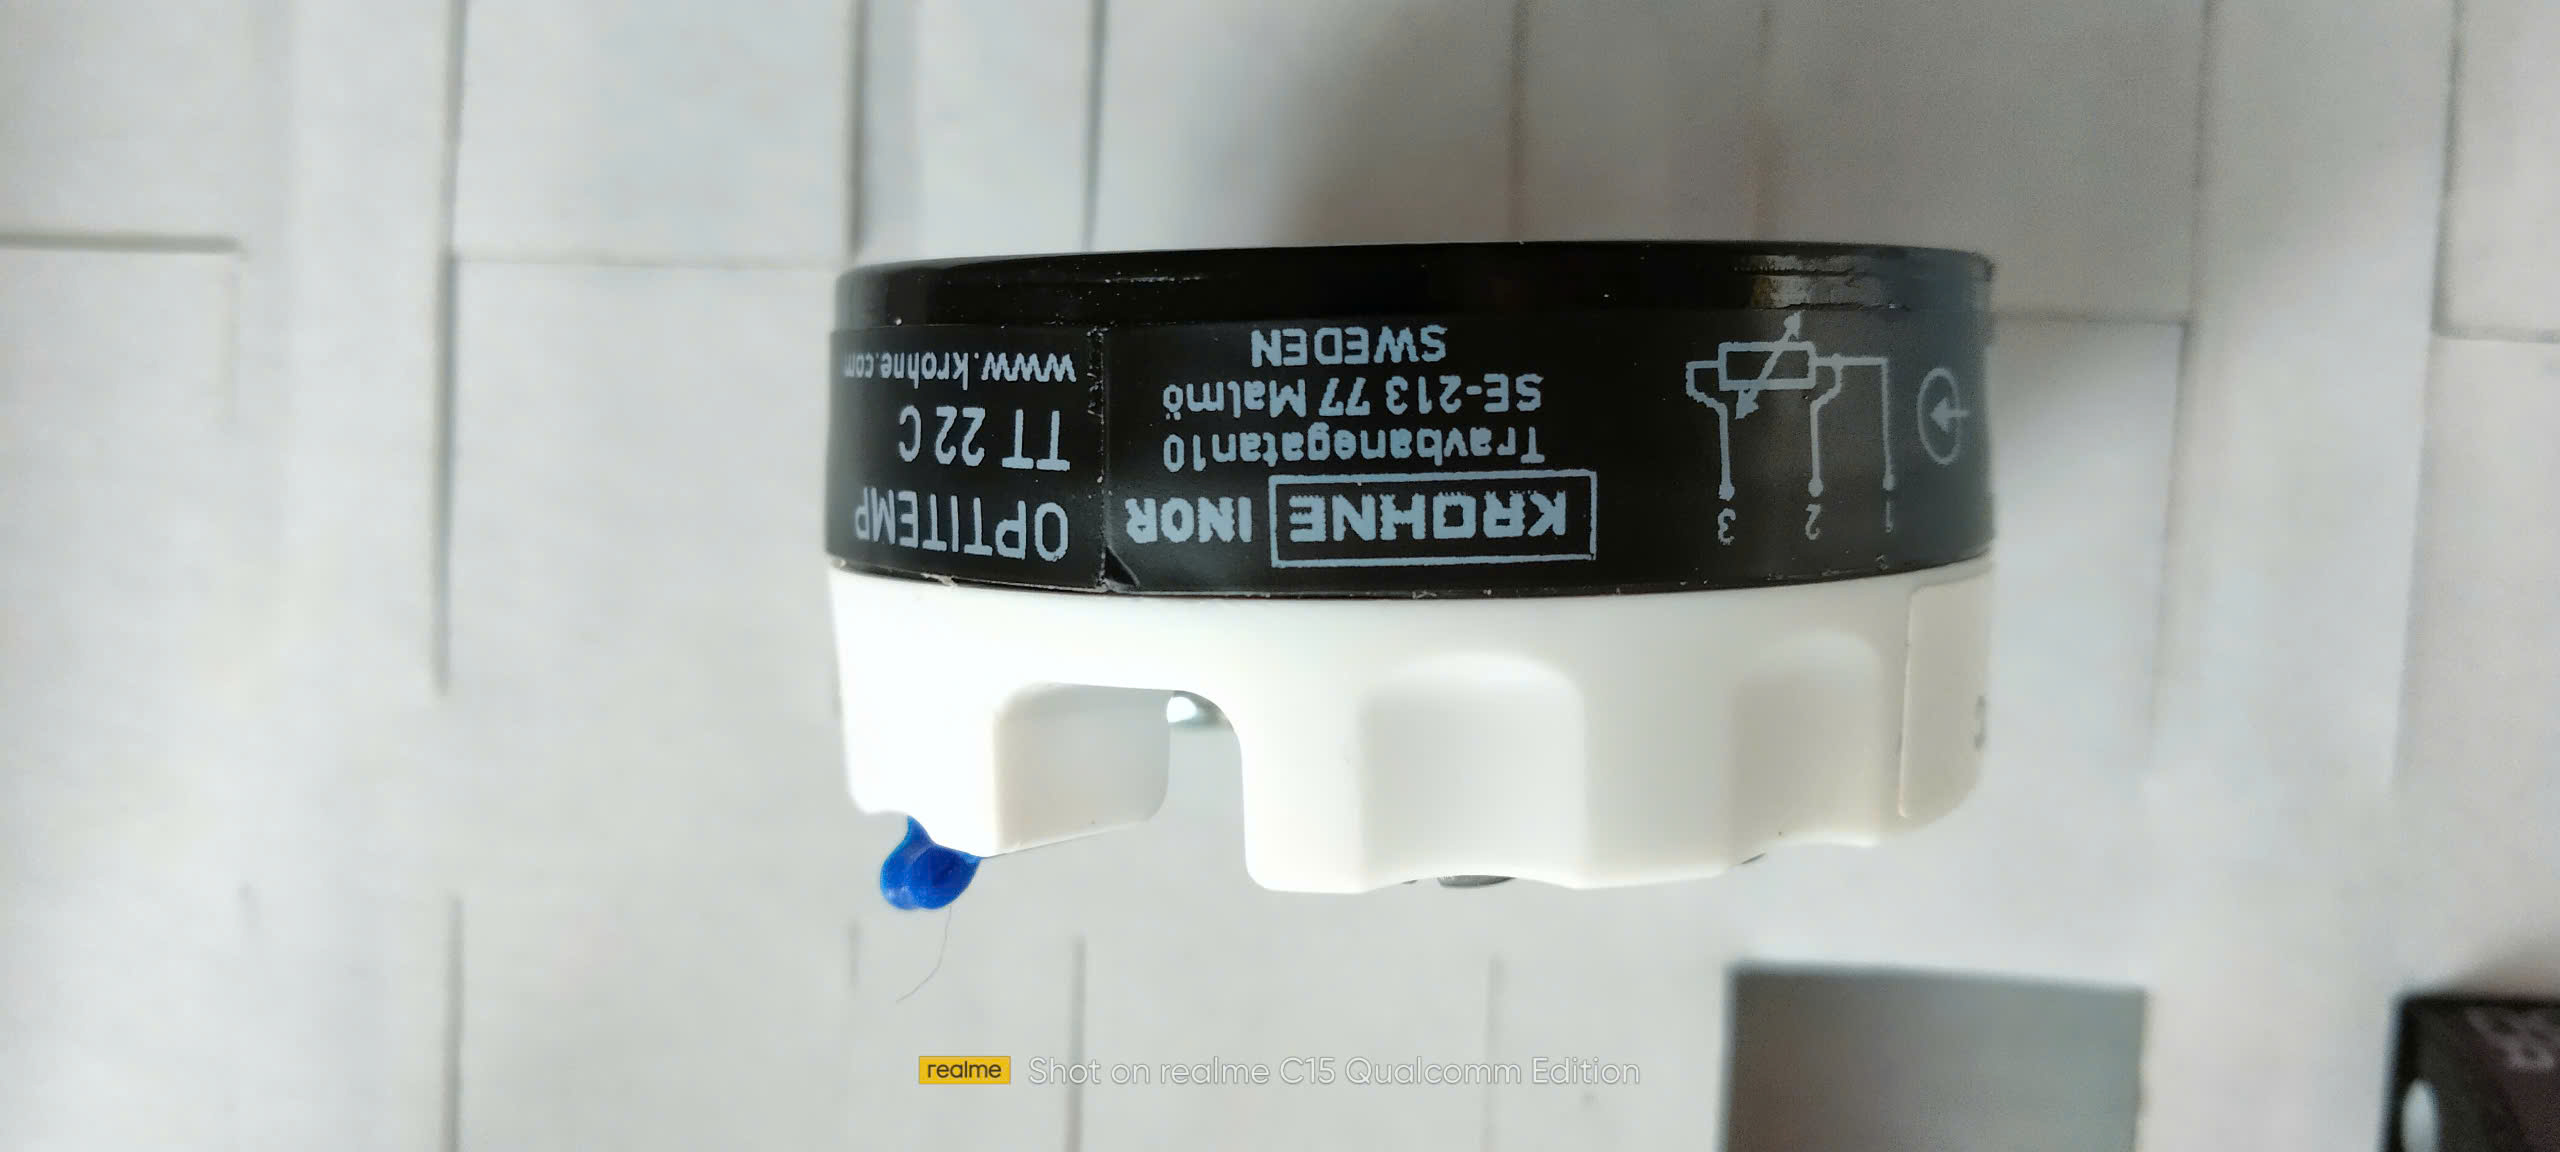 OPTITEMP
TT 22 C
www.krohne.com
KROHNE INOR
Travbanegatan10
SE-213 77 Malmö
SWEDEN
1 2 3
realme Shot on realme C15 Qualcomm Edition